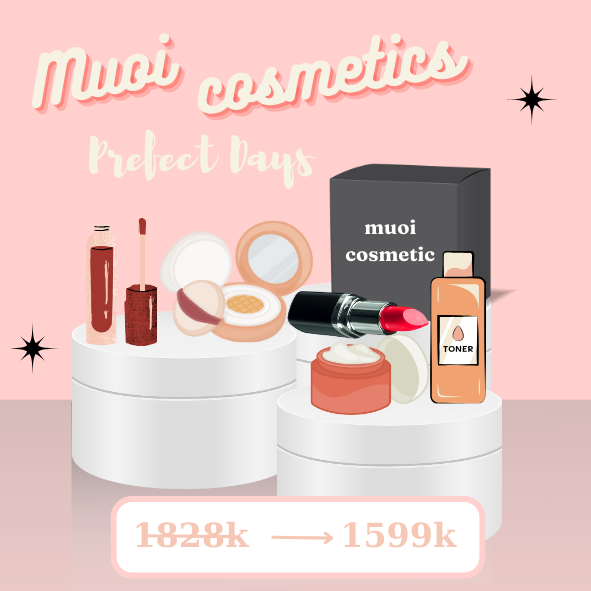 Muoi cosmetics
Prefect Days
muoi
cosmetic
TONER
1828k 1599k